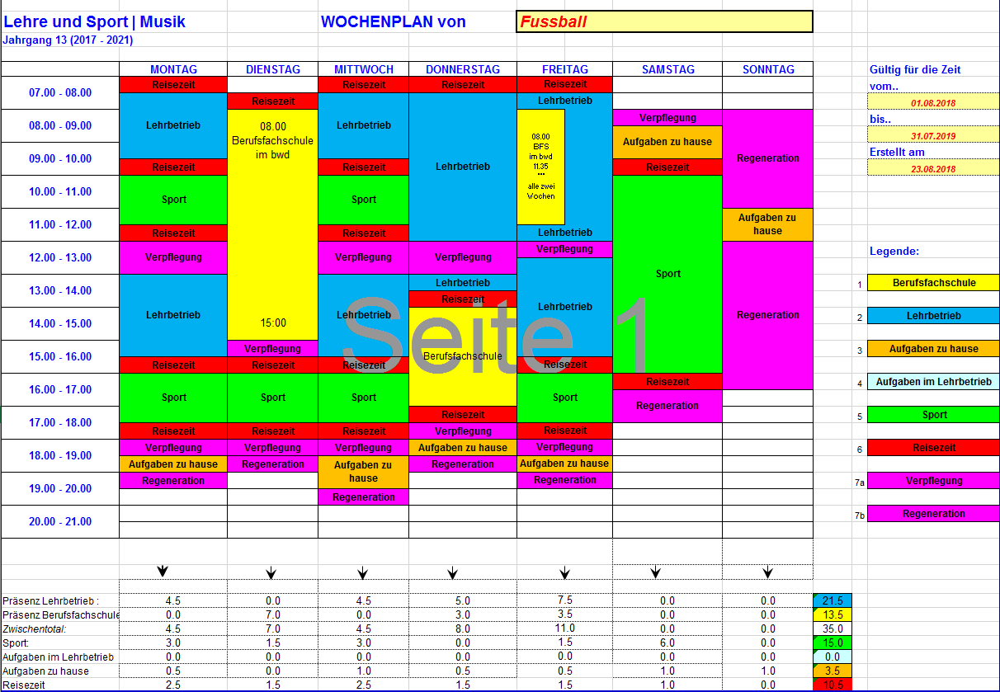 Lehre und Sport | Musik WOCHENPLAN von Fussball
Jahrgang 13 (2017 - 2021)
MONTAG DIENSTAG MITTWOCH DONNERSTAG FREITAG SAMSTAG SONNTAG Gültig für die Zeit
Reisezeit Reisezeit Reisezeit Reisezeit vom..
07.00 - 08.00 Reisezeit Lehrbetrieb 01.08.2018
Verpflegung bis..
08.00 - 09.00 Lehrbetrieb 08.00 Lehrbetrieb
Berufsfachschule 08.00 Aufgaben zu hause 31.07.2019
im bwd BFS Erstellt am
09.00 - 10.00 im bwd Regeneration
Reisezeit Reisezeit Lehrbetrieb 11.35 Reisezeit 23.08.2018
***
10.00 - 11.00 Sport Sport alle zwei
Wochen
11.00 - 12.00 Aufgaben zu
Reisezeit Reisezeit Lehrbetrieb hause
12.00 - 13.00 Verpflegung Verpflegung Verpflegung Verpflegung Legende:
Sport
13.00 - 14.00 Lehrbetrieb 1 Berufsfachschule
Reisezeit
14.00 - 15.00 Lehrbetrieb 15:00 Lehrbetrieb Lehrbetrieb Regeneration 2 Lehrbetrieb
Seite 1
15.00 - 16.00 Verpflegung Berufsfachschule 3 Aufgaben zu hause
Reisezeit Reisezeit Reisezeit Reisezeit
16.00 - 17.00 Reisezeit 4 Aufgaben im Lehrbetrieb
Sport Sport Sport Sport Regeneration
17.00 - 18.00 Reisezeit 5 Sport
Reisezeit Reisezeit Reisezeit Verpflegung Reisezeit
18.00 - 19.00 Verpflegung Verpflegung Verpflegung Aufgaben zu hause Verpflegung 6 Reisezeit
Aufgaben zu hause Regeneration Aufgaben zu hause Regeneration Aufgaben zu hause
19.00 - 20.00 Regeneration Regeneration 7a Verpflegung
Regeneration
20.00 - 21.00 7b Regeneration
Präsenz Lehrbetrieb : 4.5 0.0 4.5 5.0 7.5 0.0 0.0 21.5
Präsenz Berufsfachschule 0.0 7.0 0.0 3.0 3.5 0.0 0.0 13.5
Zwischentotal: 4.5 7.0 4.5 8.0 11.0 0.0 0.0 35.0
Sport: 3.0 1.5 3.0 0.0 1.5 6.0 0.0 15.0
Aufgaben im Lehrbetrieb 0.0 0.0 0.0 0.0 0.0 0.0 0.0 0.0
Aufgaben zu hause 0.5 0.0 1.0 0.5 0.5 1.0 1.0 3.5
Reisezeit 2.5 1.5 2.5 1.5 1.5 1.0 0.0 10.5